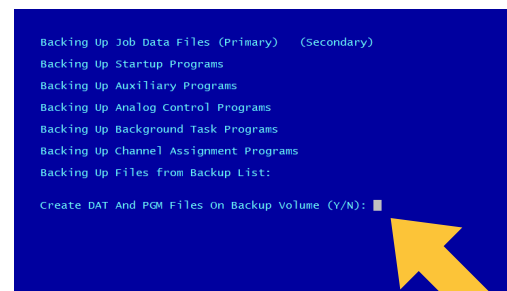 Backing Up Job Data Files (Primary) (Secondary)
Backing Up Startup Programs
Backing Up Auxiliary Programs
Backing Up Analog Control Programs
Backing Up Background Task Programs
Backing Up Channel Assignment Programs
Backing Up Files from Backup List:
Create DAT And PGM Files On Backup Volume (Y/N):